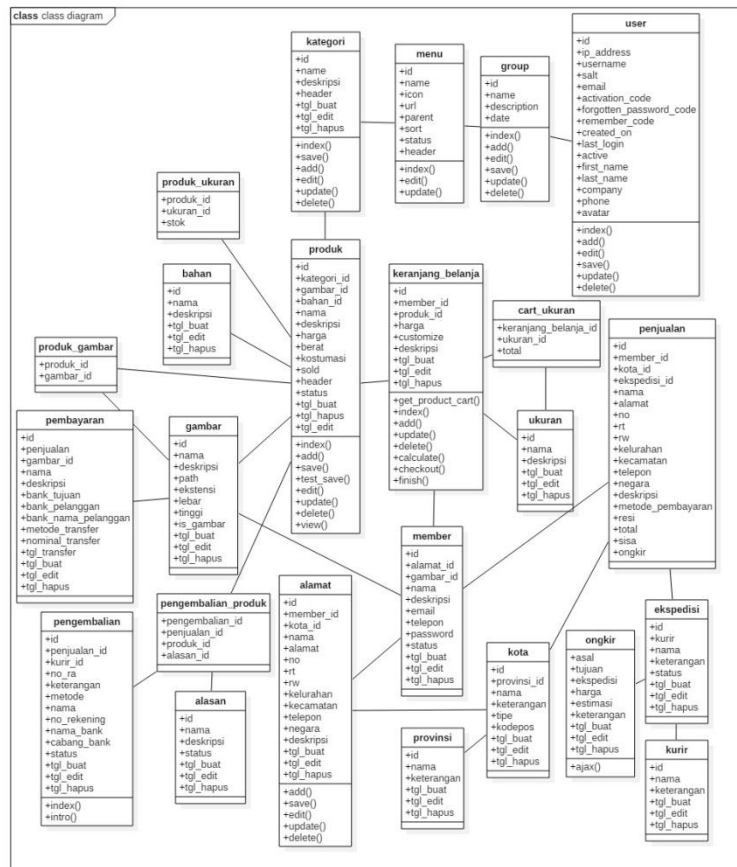 class class diagram
kategori
+id
+name
+deskripsi
+header
+tgl_buat
+tgl_edit
+tgl_hapus
+index()
+save()
+add()
+edit()
+update()
+delete()
menu
+id
+name
+icon
+url
+parent
+sort
+status
+header
+index()
+edit()
+update()
group
+id
+name
+description
+date
+index()
+add()
+edit()
+save()
+update()
+delete()
user
+id
+ip_address
+username
+salt
+email
+activation_code
+forgotten_password_code
+remember_code
+created_on
+last_login
+active
+first_name
+last_name
+company
+phone
+avatar
+index()
+add()
+edit()
+save()
+update()
+delete()
produk_ukuran
+produk_id
+ukuran_id
+stok
bahan
+id
+nama
+deskripsi
+tgl_buat
+tgl_edit
+tgl_hapus
produk
+id
+kategori_id
+gambar_id
+bahan_id
+nama
+deskripsi
+harga
+berat
+kostumasi
+sold
+header
+status
+tgl_buat
+tgl_hapus
+tgl_edit
+index()
+add()
+save()
+test_save()
+edit()
+update()
+delete()
+view()
keranjang_belanja
+id
+member_id
+produk_id
+harga
+customize
+deskripsi
+tgl_buat
+tgl_edit
+tgl_hapus
+get_product_cart()
+index()
+add()
+update()
+delete()
+calculate()
+checkout()
+finish()
cart_ukuran
+keranjang_belanja_id
+ukuran_id
+total
penjualan
+id
+member_id
+kota_id
+ekspedisi_id
+nama
+alamat
+no
+rt
+rw
+kelurahan
+kecamatan
+telepon
+negara
+deskripsi
+metode_pembayaran
+resi
+total
+sisa
+ongkir
produk_gambar
+produk_id
+gambar_id
pembayaran
+id
+penjualan
+gambar_id
+nama
+deskripsi
+bank_tujuan
+bank_pelanggan
+bank_nama_pelanggan
+metode_transfer
+nominal_transfer
+tgl_transfer
+tgl_buat
+tgl_edit
+tgl_hapus
gambar
+id
+nama
+deskripsi
+path
+ekstensi
+lebar
+tinggi
+is_gambar
+tgl_buat
+tgl_edit
+tgl_hapus
ukuran
+id
+nama
+deskripsi
+tgl_buat
+tgl_edit
+tgl_hapus
member
+id
+alamat_id
+gambar_id
+nama
+deskripsi
+email
+telepon
+password
+status
+tgl_buat
+tgl_edit
+tgl_hapus
alamat
+id
+member_id
+kota_id
+nama
+alamat
+no
+rt
+rw
+kelurahan
+kecamatan
+telepon
+negara
+deskripsi
+tgl_buat
+tgl_edit
+tgl_hapus
+add()
+save()
+edit()
+update()
+delete()
pengembalian_produk
+pengembalian_id
+penjualan_id
+produk_id
+alasan_id
pengembalian
+id
+penjualan_id
+kurir_id
+no_ra
+keterangan
+metode
+nama
+no_rekening
+nama_bank
+cabang_bank
+status
+tgl_buat
+tgl_edit
+tgl_hapus
+index()
+intro()
alasan
+id
+nama
+deskripsi
+status
+tgl_buat
+tgl_edit
+tgl_hapus
kota
+id
+provinsi_id
+nama
+keterangan
+tipe
+kodepos
+tgl_buat
+tgl_edit
+tgl_hapus
provinsi
+id
+nama
+keterangan
+tgl_buat
+tgl_edit
+tgl_hapus
ongkir
+asal
+tujuan
+ekspedisi
+harga
+estimasi
+keterangan
+tgl_buat
+tgl_edit
+tgl_hapus
+ajax()
ekspedisi
+id
+kurir
+nama
+keterangan
+status
+tgl_buat
+tgl_edit
+tgl_hapus
kurir
+id
+nama
+keterangan
+tgl_buat
+tgl_edit
+tgl_hapus